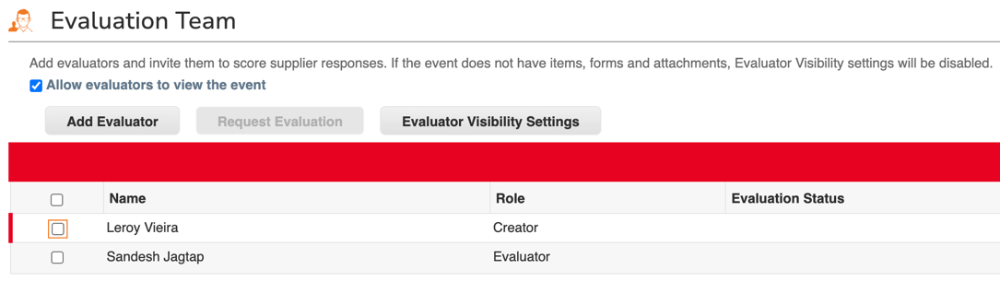 Evaluation Team
Add evaluators and invite them to score supplier responses. If the event does not have items, forms and attachments, Evaluator Visibility settings will be disabled.
Allow evaluators to view the event
Add Evaluator Request Evaluation Evaluator Visibility Settings
Name Role Evaluation Status
Leroy Vieira Creator
Sandesh Jagtap Evaluator